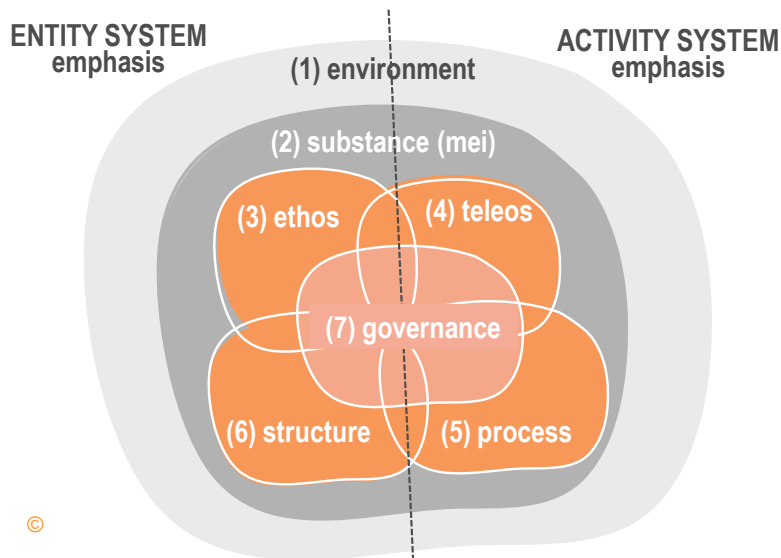 ENTITY SYSTEM
emphasis
ACTIVITY SYSTEM
emphasis
(1) environment
(2) substance (mei)
(3) ethos
(4) teleos
(7) governance
(6) structure
(5) process
©